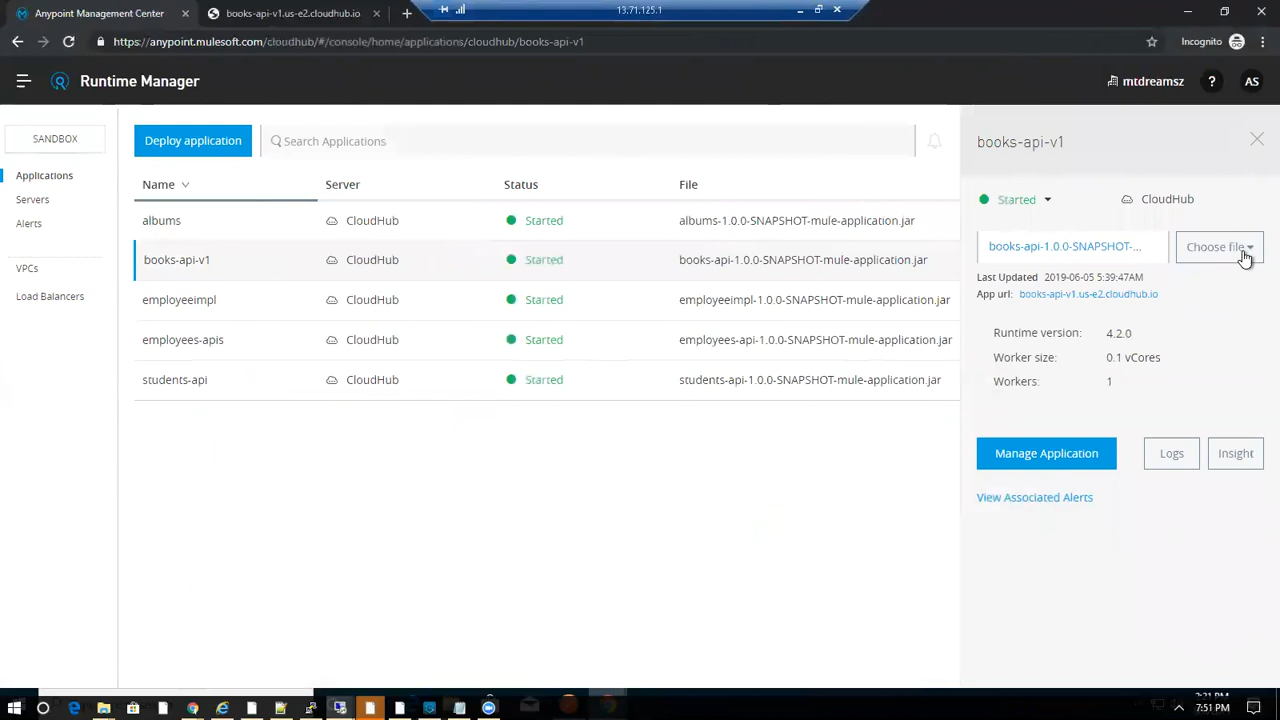 Anypoint Management Center
books-api-v1.us-e2.cloudhub.io
13.71.125.1
https://anypoint.mulesoft.com/cloudhub/#/console/home/applications/cloudhub/books-api-v1
Incognito
Runtime Manager
mtdreamsz
?
AS
SANDBOX
Applications
Servers
Alerts
VPCs
Load Balancers
Deploy application
Search Applications
Name Server Status File
albums CloudHub Started albums-1.0.0-SNAPSHOT-mule-application.jar
books-api-v1 CloudHub Started books-api-1.0.0-SNAPSHOT-mule-application.jar
employeeimpl CloudHub Started employeeimpl-1.0.0-SNAPSHOT-mule-application.jar
employees-apis CloudHub Started employees-api-1.0.0-SNAPSHOT-mule-application.jar
students-api CloudHub Started students-api-1.0.0-SNAPSHOT-mule-application.jar
books-api-v1
Started CloudHub
books-api-1.0.0-SNAPSHOT-... Choose file
Last Updated 2019-06-05 5:39:47AM
App url: books-api-v1.us-e2.cloudhub.io
Runtime version: 4.2.0
Worker size: 0.1 vCores
Workers: 1
Manage Application Logs Insight
View Associated Alerts
7:51 PM